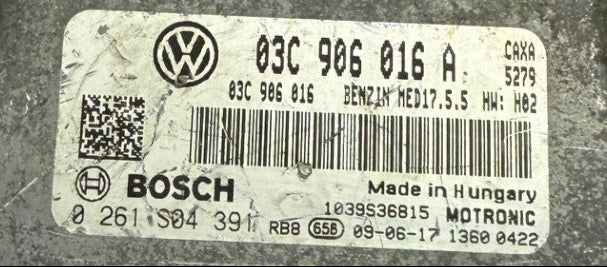 03C 906 016 A CAXA
5279
03C 906 016 BENZIN MED17.5.5 HW: H02
BOSCH Made in Hungary
1039S36815 MOTRONIC
0 261 S04 391 RB8 658 09-06-17 1360 0422